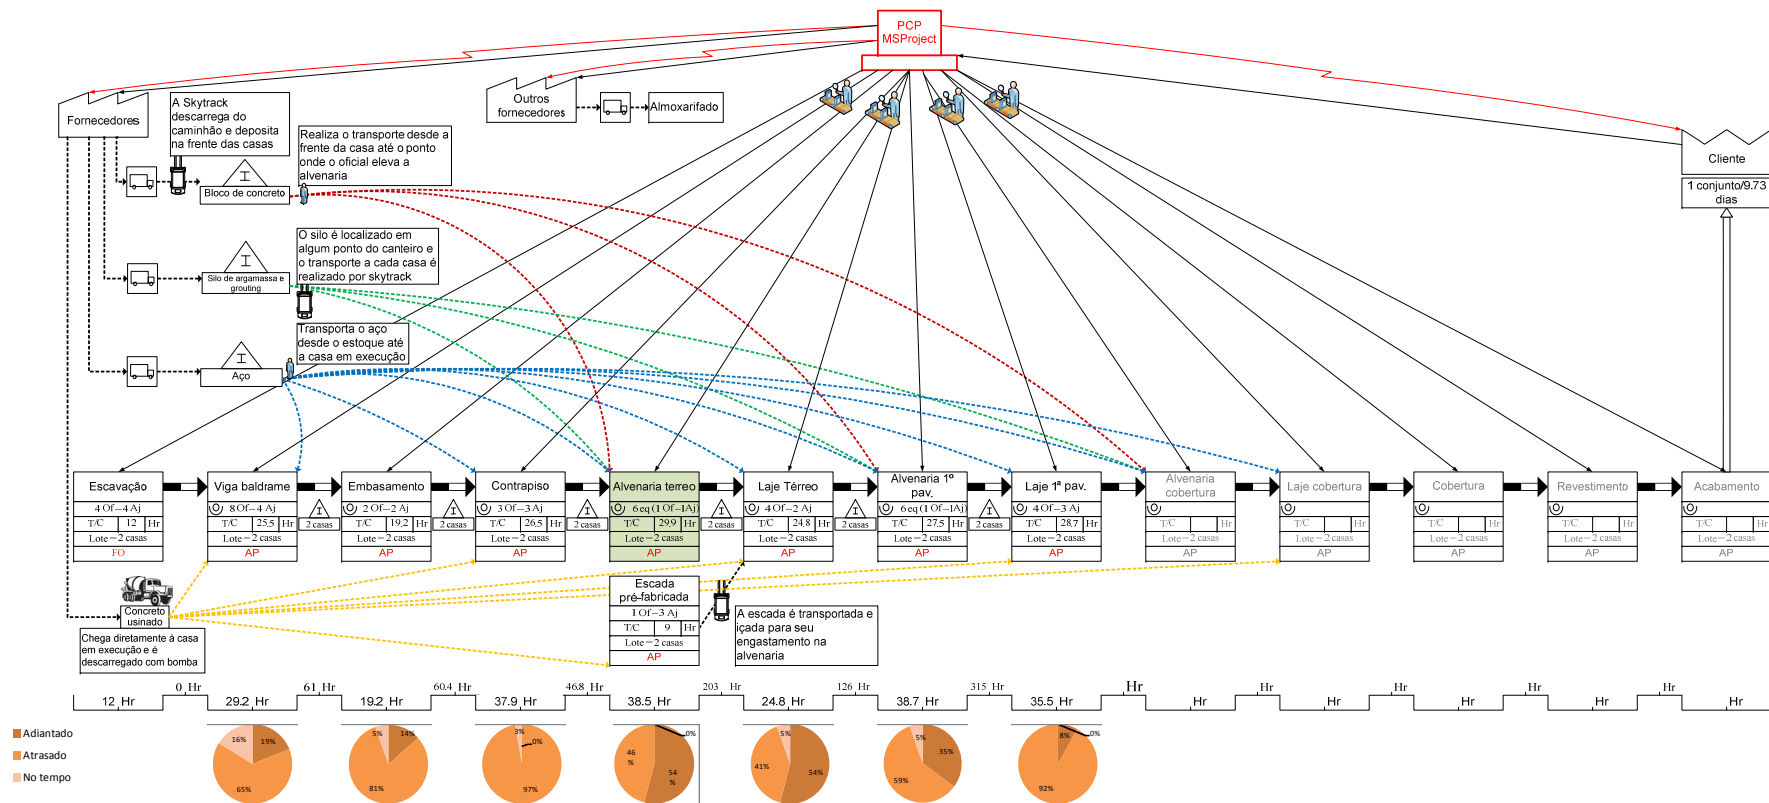 PCP
MSProject
Fornecedores
A Skytrack
descarrega do
caminhão e deposita
na frente das casas
Outros
fornecedores
Almoxarifado
Cliente
1 conjunto/9.73
dias
Realiza o transporte desde a
frente da casa até o ponto
onde o oficial eleva a
alvenaria
I
Bloco de concreto
O silo é localizado em
algum ponto do canteiro e
o transporte a cada casa é
realizado por skytrack
I
Silo de argamassa e
grouting
Transporta o aço
desde o estoque até
a casa em execução
I
Aço
Escavação
4 Of-4 Aj
T/C 12 Hr
Lote-2 casas
FO
Viga baldrame
8 Of-4 Aj
T/C 25,5 Hr
Lote-2 casas
AP
I
2 casas
Embasamento
2 Of-2 Aj
T/C 19,2 Hr
Lote-2 casas
AP
I
2 casas
Contrapiso
3 Of-3 Aj
T/C 26,5 Hr
Lote-2 casas
AP
I
2 casas
Alvenaria terreo
6 eq (1 Of-1Aj)
T/C 29,9 Hr
Lote-2 casas
AP
I
2 casas
Laje Térreo
4 Of-2 Aj
T/C 24,8 Hr
Lote-2 casas
AP
I
2 casas
Alvenaria 1º
pav.
6 eq (1 Of-1Aj)
T/C 27,5 Hr
Lote-2 casas
AP
I
2 casas
Laje 1ª pav.
4 Of-3 Aj
T/C 28,7 Hr
Lote-2 casas
AP
Alvenaria
cobertura
T/C Hr
Lote-2 casas
AP
Laje cobertura
T/C Hr
Lote-2 casas
AP
Cobertura
T/C Hr
Lote-2 casas
AP
Revestimento
T/C Hr
Lote-2 casas
AP
Acabamento
T/C Hr
Lote-2 casas
AP
Concreto
usinado
Chega diretamente à casa
em execução e é
descarregado com bomba
Escada
pré-fabricada
1 Of-3 Aj
T/C 9 Hr
Lote-2 casas
AP
A escada é transportada e
içada para seu
engastamento na
alvenaria
0 Hr 61 Hr 60.4 Hr 46.8 Hr 203 Hr 126 Hr 315 Hr Hr Hr Hr Hr Hr
12 Hr 29.2 Hr 19.2 Hr 37.9 Hr 38.5 Hr 24.8 Hr 38.7 Hr 35.5 Hr Hr Hr Hr Hr Hr
Adiantado
Atrasado
No tempo
16% 19%
65%
5% 14%
81%
3% 0%
97%
0%
46
%
54
%
5%
41% 54%
5% 35%
59%
8% 0%
92%